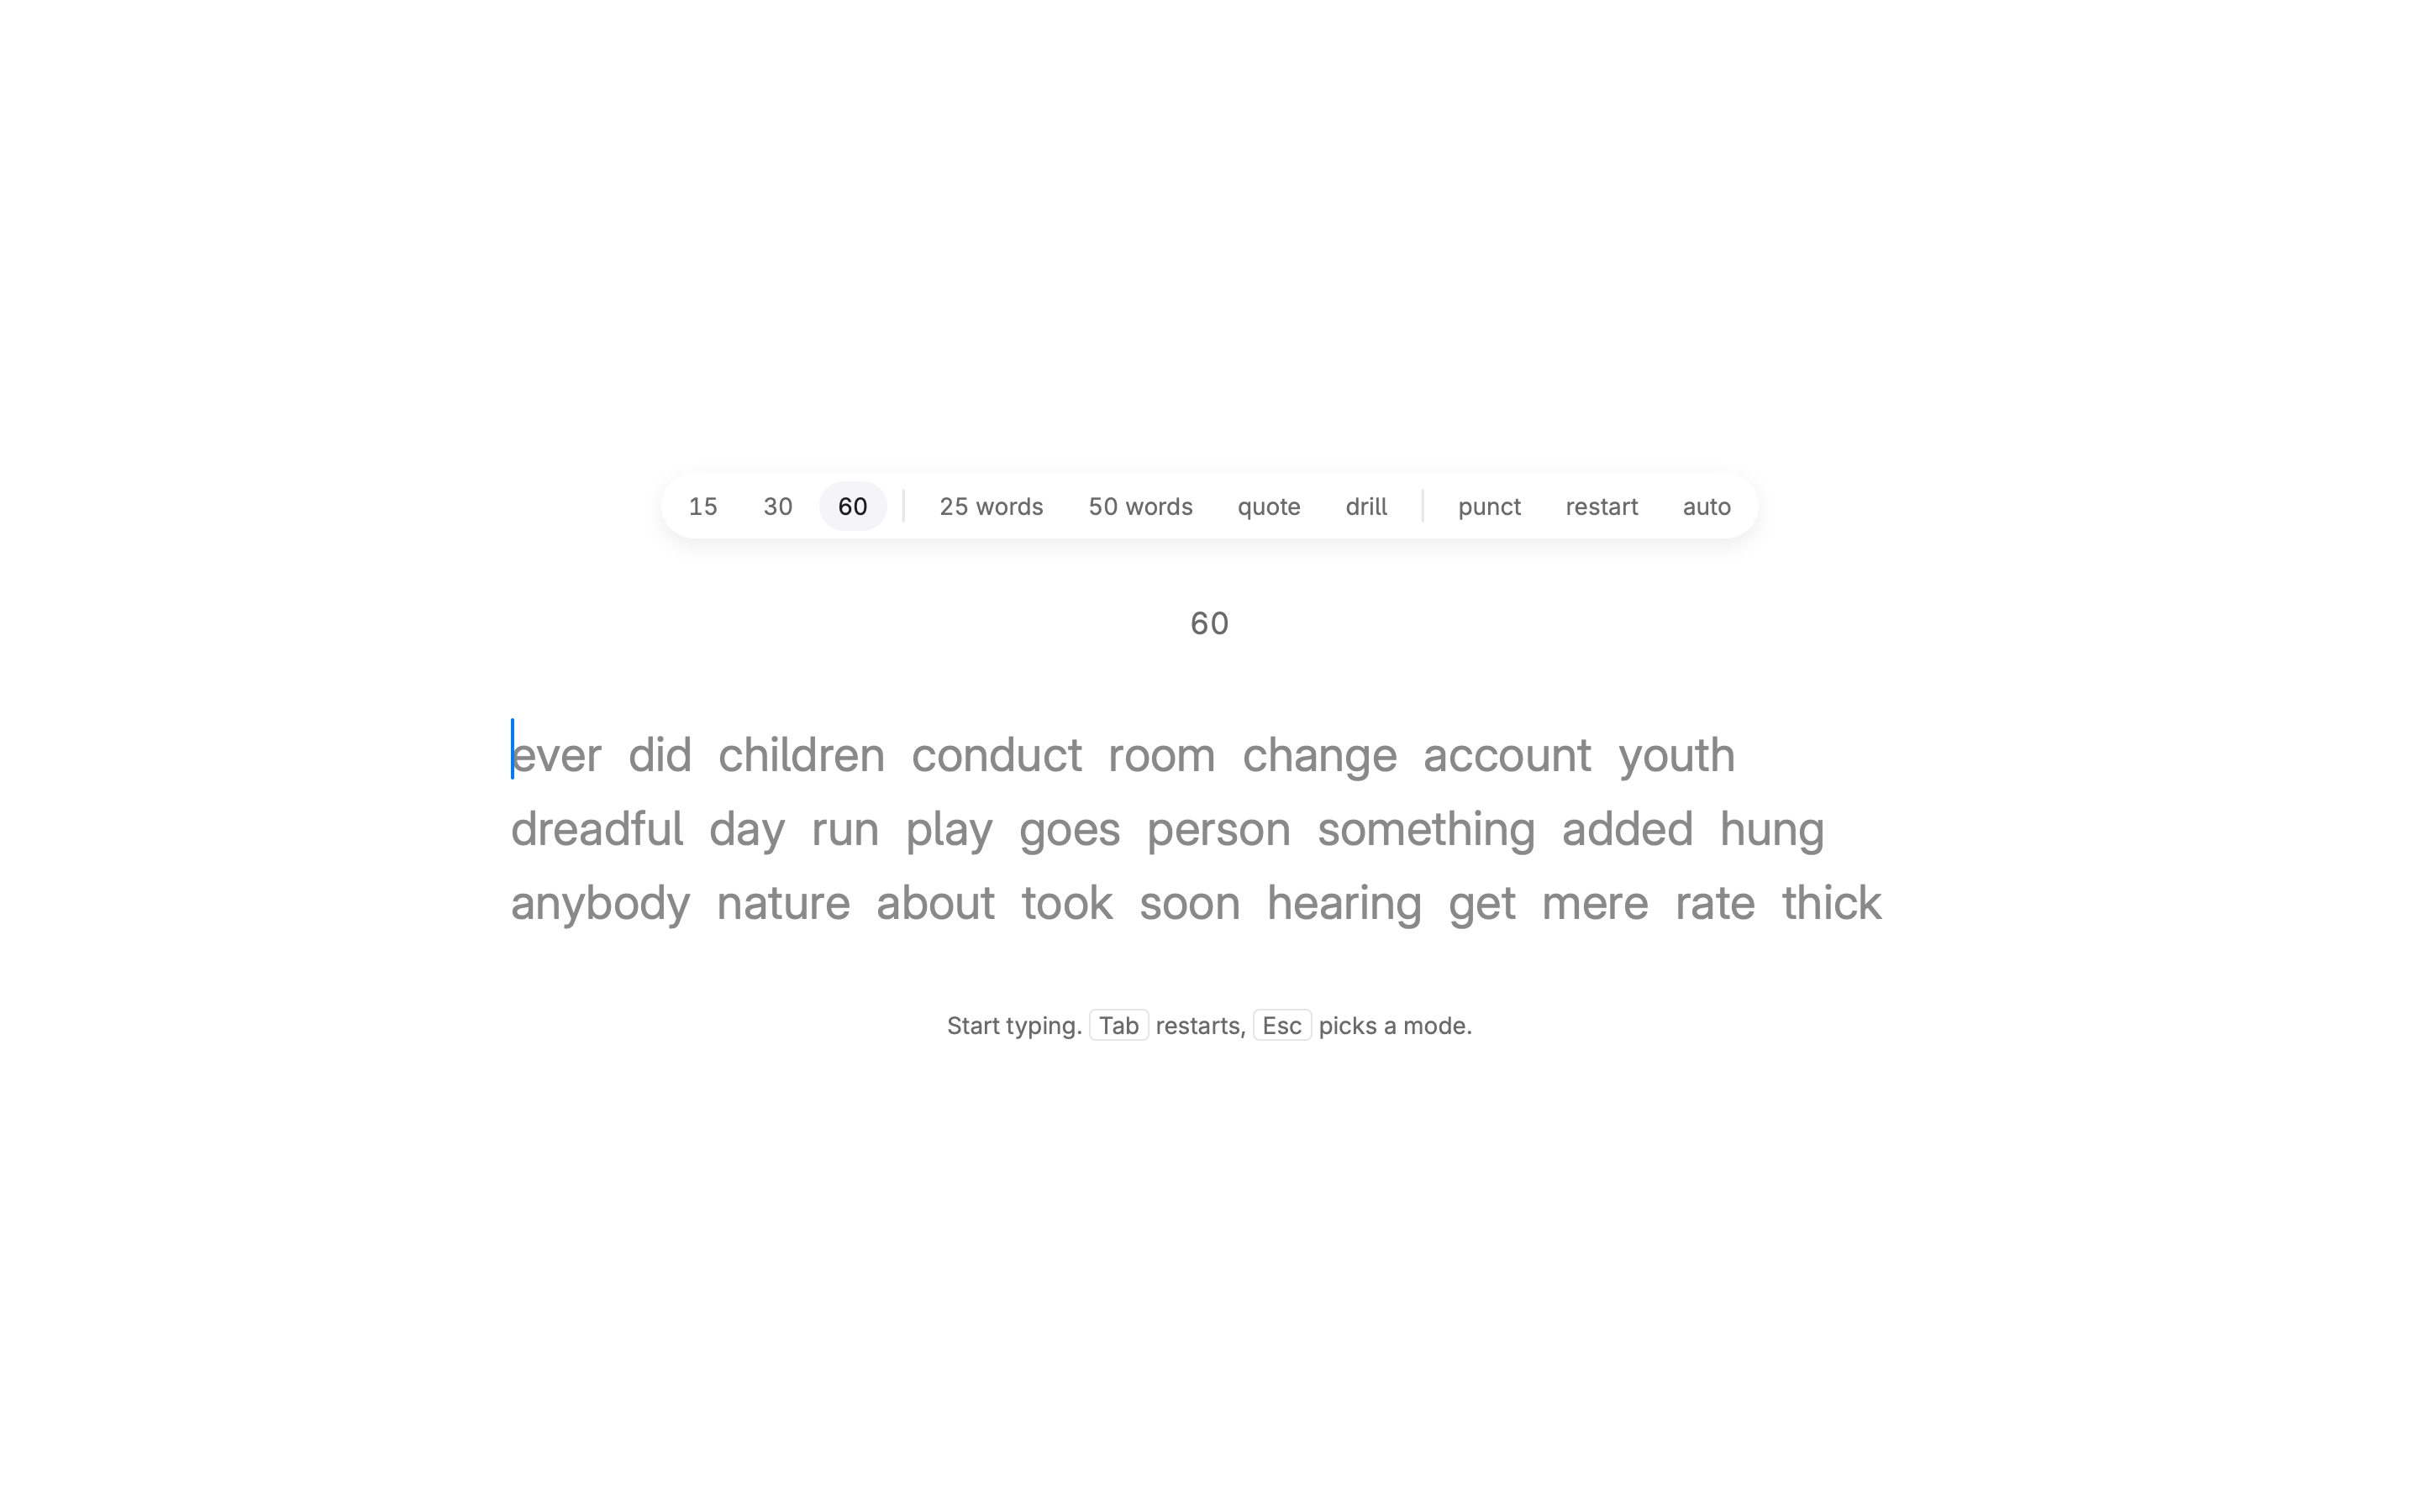 15 30 60 25 words 50 words quote drill punct restart auto
60
ever did children conduct room change account youth
dreadful day run play goes person something added hung
anybody nature about took soon hearing get mere rate thick
Start typing. Tab restarts, Esc picks a mode.